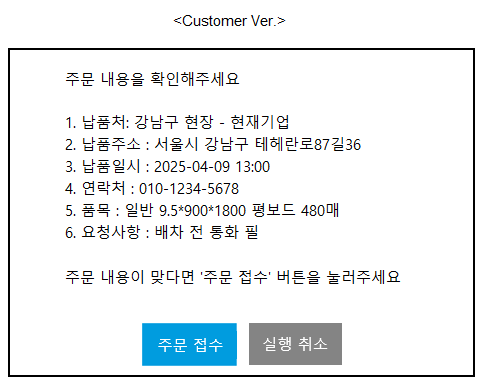 <Customer Ver.>
주문 내용을 확인해주세요
1. 납품처: 강남구 현장 - 현재기업
2. 납품주소 : 서울시 강남구 테헤란로87길36
3. 납품일시 : 2025-04-09 13:00
4. 연락처 : 010-1234-5678
5. 품목 : 일반 9.5*900*1800 평보드 480매
6. 요청사항 : 배차 전 통화 필
주문 내용이 맞다면 '주문 접수' 버튼을 눌러주세요
주문 접수 실행 취소